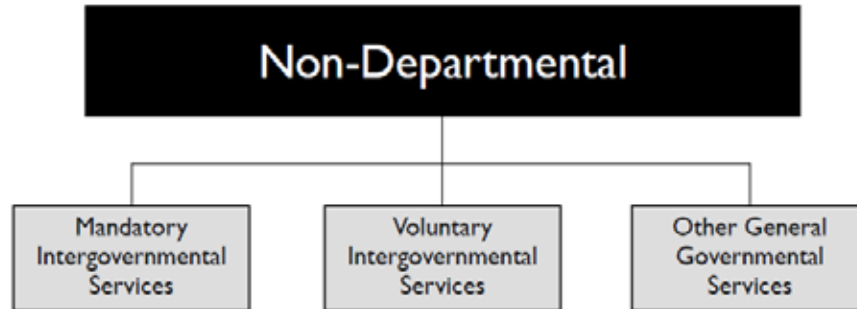 Non-Departmental
Mandatory
Intergovernmental
Services
Voluntary
Intergovernmental
Services
Other General
Governmental
Services